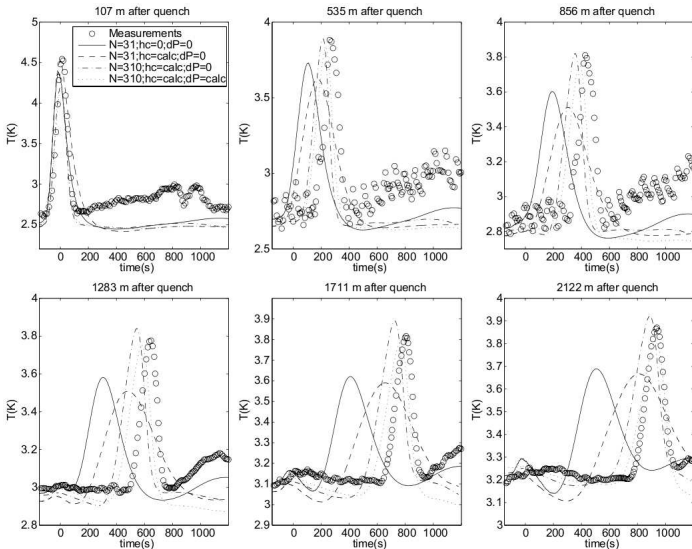 107 m after quench
535 m after quench
856 m after quench
Measurements
N=31;hc=0;dP=0
N=31;hc=calc;dP=0
N=310;hc=calc;dP=0
N=310;hc=calc;dP=calc
T(K)
5
4.5
4
3.5
3
2.5
0 200 400 600 800 1000
time(s)
T(K)
4
3.5
3
2.5
0 200 400 600 800 1000
time(s)
T(K)
4
3.8
3.6
3.4
3.2
3
2.8
0 200 400 600 800 1000
time(s)
1283 m after quench
1711 m after quench
2122 m after quench
T(K)
4
3.8
3.6
3.4
3.2
3
2.8
0 200 400 600 800 1000
time(s)
T(K)
4
3.9
3.8
3.7
3.6
3.5
3.4
3.3
3.2
3.1
3
2.9
0 200 400 600 800 1000
time(s)
T(K)
4
3.9
3.8
3.7
3.6
3.5
3.4
3.3
3.2
3.1
3
0 200 400 600 800 1000
time(s)